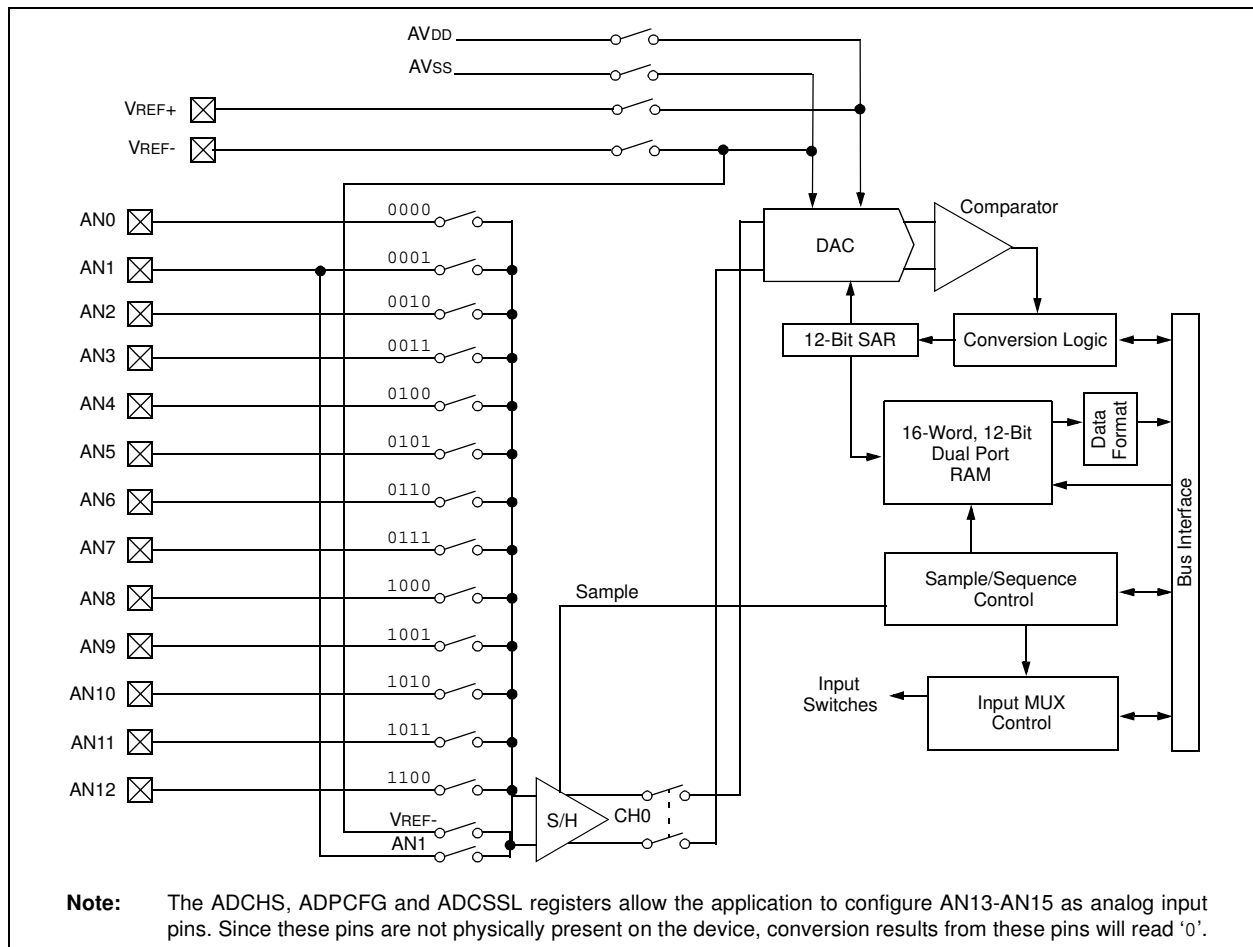 AVDD
AVSS
VREF+
VREF-
AN0
0000
AN1
0001
AN2
0010
AN3
0011
AN4
0100
AN5
0101
AN6
0110
AN7
0111
AN8
1000
AN9
1001
AN10
1010
AN11
1011
AN12
1100
VREF-
AN1
S/H
CH0
Sample
DAC
Comparator
12-Bit SAR
Conversion Logic
16-Word, 12-Bit
Dual Port
RAM
Data
Format
Bus Interface
Sample/Sequence
Control
Input
Switches
Input MUX
Control
Note: The ADCHS, ADPCFG and ADCSSL registers allow the application to configure AN13-AN15 as analog input
pins. Since these pins are not physically present on the device, conversion results from these pins will read ‘0’.